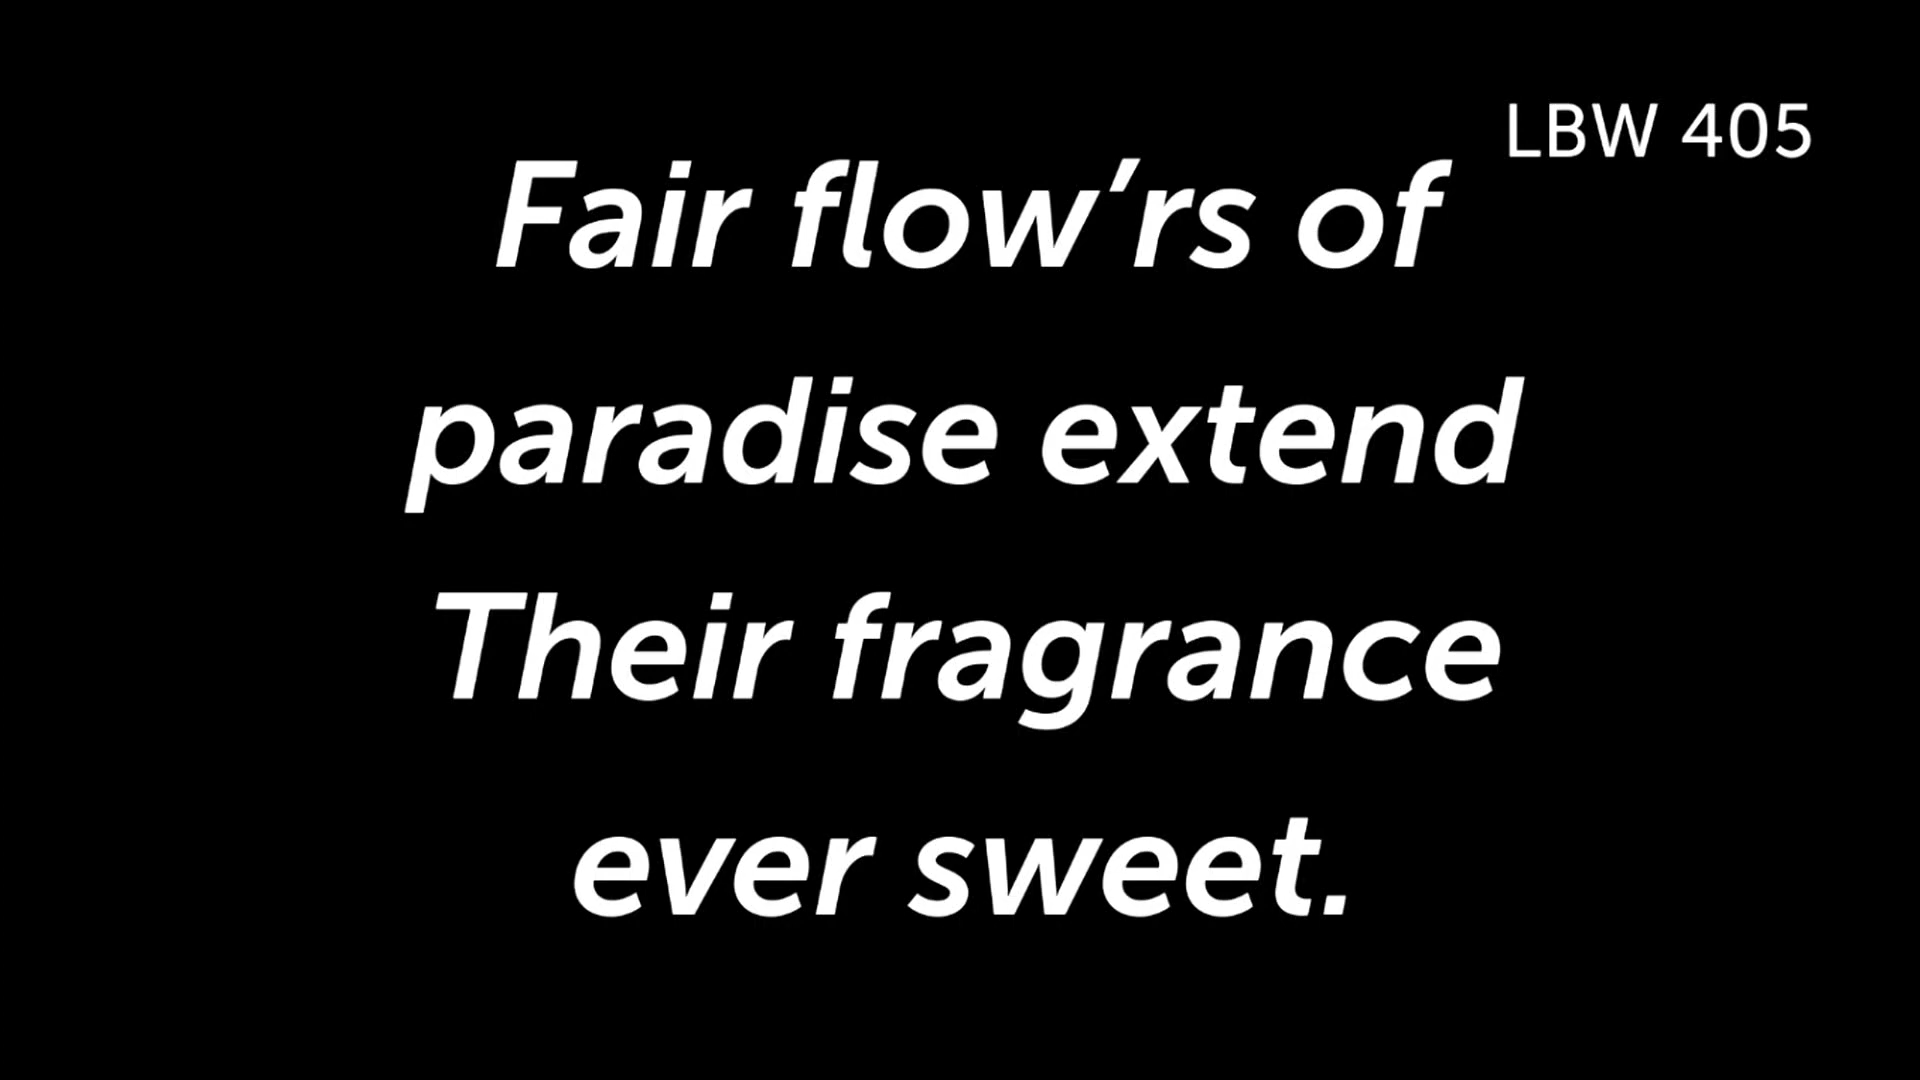 LBW 405
Fair flow’rs of
paradise extend
Their fragrance
ever sweet.